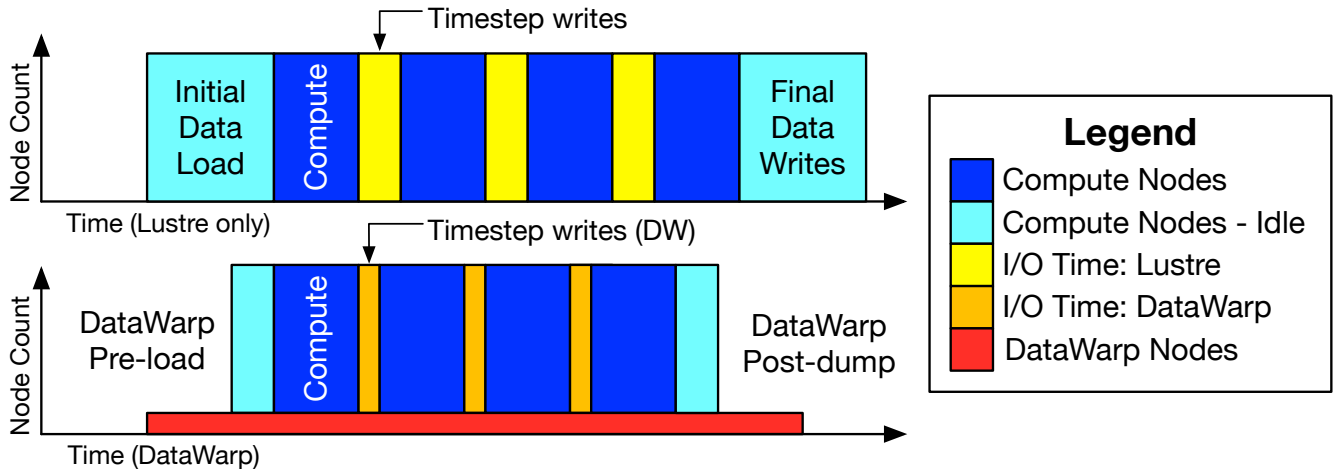 Timestep writes
Node Count
Initial
Data
Load
Compute
Final
Data
Writes
Time (Lustre only)
Timestep writes (DW)
Node Count
DataWarp
Pre-load
Compute
DataWarp
Post-dump
Time (DataWarp)
Legend
Compute Nodes
Compute Nodes - Idle
I/O Time: Lustre
I/O Time: DataWarp
DataWarp Nodes